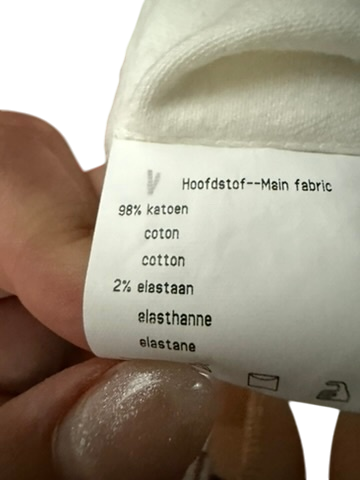 V Hoofdstof--Main fabric
98% katoen
coton
cotton
2% elastaan
elasthanne
elastane